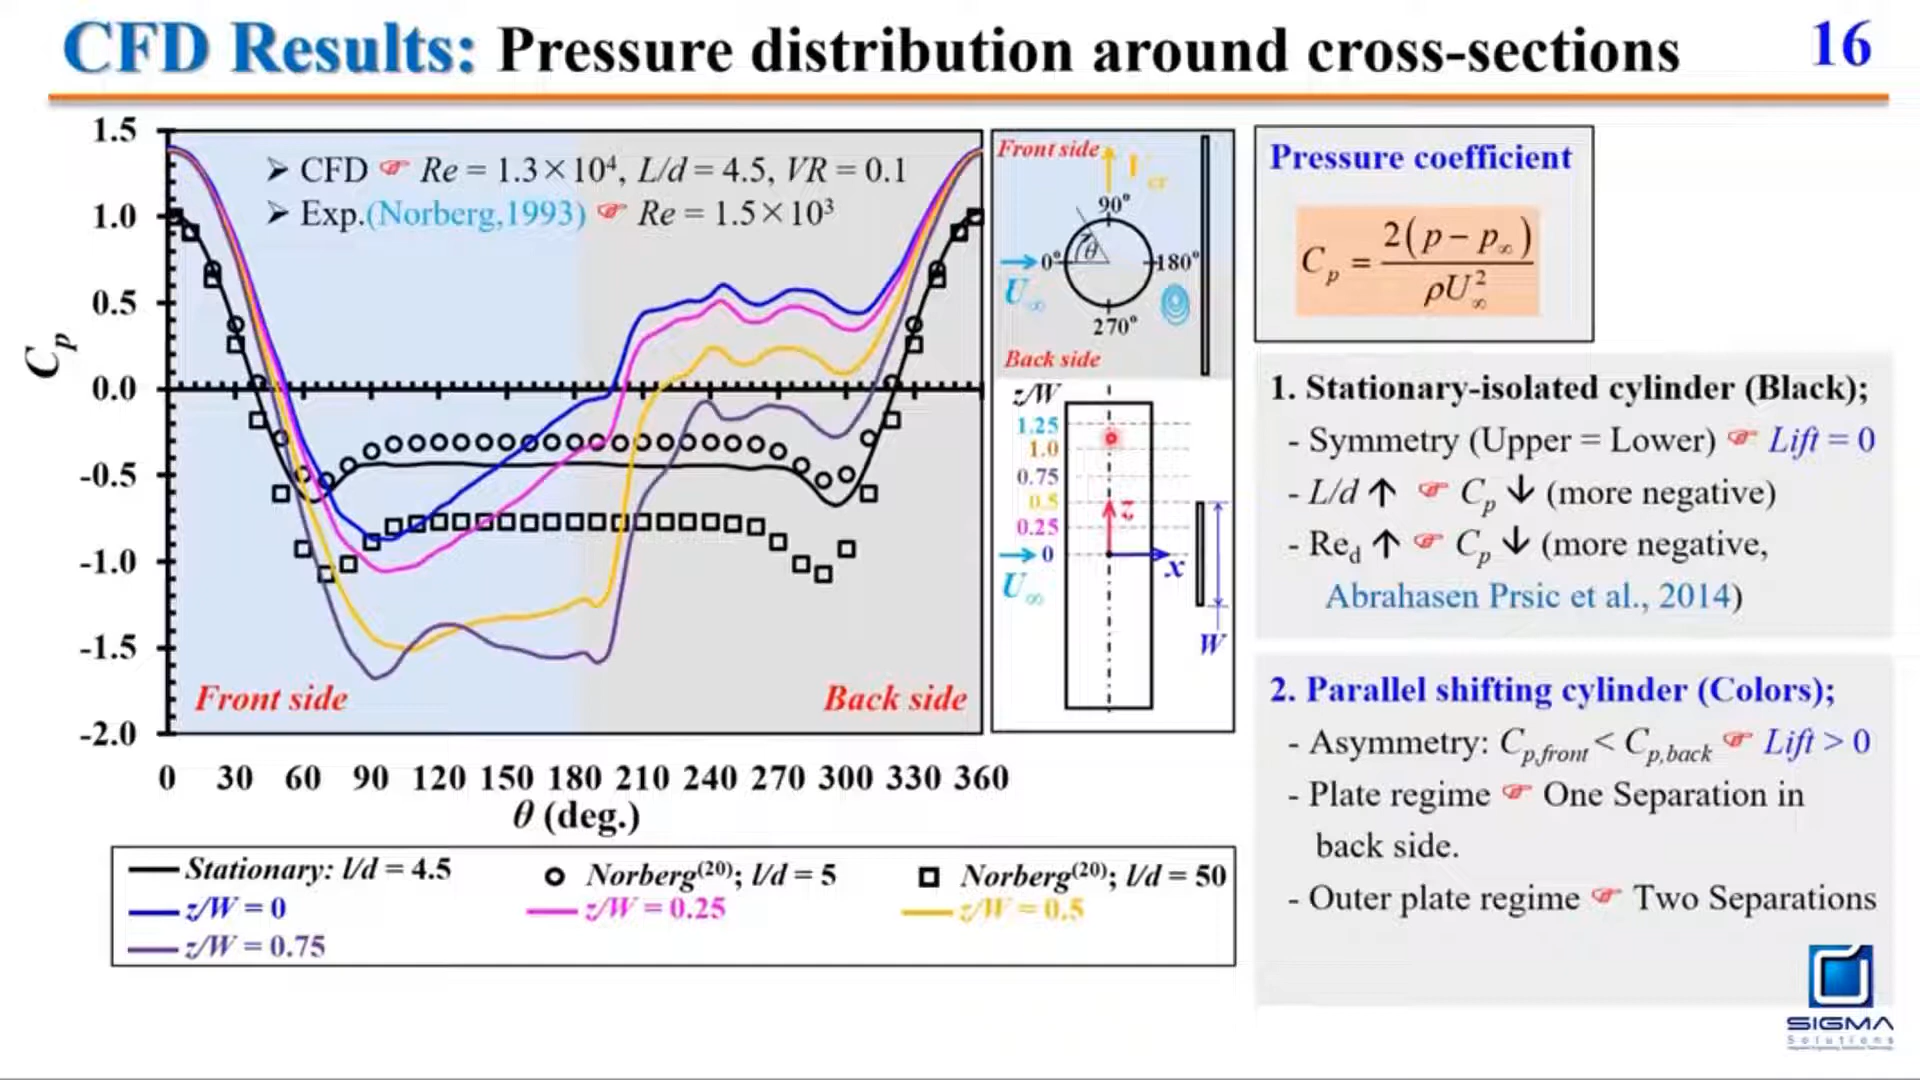 CFD Results: Pressure distribution around cross-sections
16
1.5
1.0
0.5
0.0
-0.5
-1.0
-1.5
-2.0
Cp
➢ CFD ☞ Re = 1.3×10⁴, L/d = 4.5, VR = 0.1
➢ Exp.(Norberg,1993) ☞ Re = 1.5×10³
Front side
Back side
0 30 60 90 120 150 180 210 240 270 300 330 360
θ (deg.)
Stationary: l/d = 4.5
Norberg⁽²⁰⁾; l/d = 5
Norberg⁽²⁰⁾; l/d = 50
z/W = 0
z/W = 0.25
z/W = 0.5
z/W = 0.75
Front side
90°
0°
θ
180°
U∞
270°
Back side
z/W
1.25
1.0
0.75
0.5
z
0.25
0
x
U∞
W
Pressure coefficient
Cp = 2(p − p∞) / ρU∞²
1. Stationary-isolated cylinder (Black);
- Symmetry (Upper = Lower) ☞ Lift = 0
- L/d ↑ ☞ Cp ↓ (more negative)
- Red ↑ ☞ Cp ↓ (more negative,
Abrahasen Prsic et al., 2014)
2. Parallel shifting cylinder (Colors);
- Asymmetry: Cp,front < Cp,back ☞ Lift > 0
- Plate regime ☞ One Separation in
back side.
- Outer plate regime ☞ Two Separations
SIGMA
Solutions